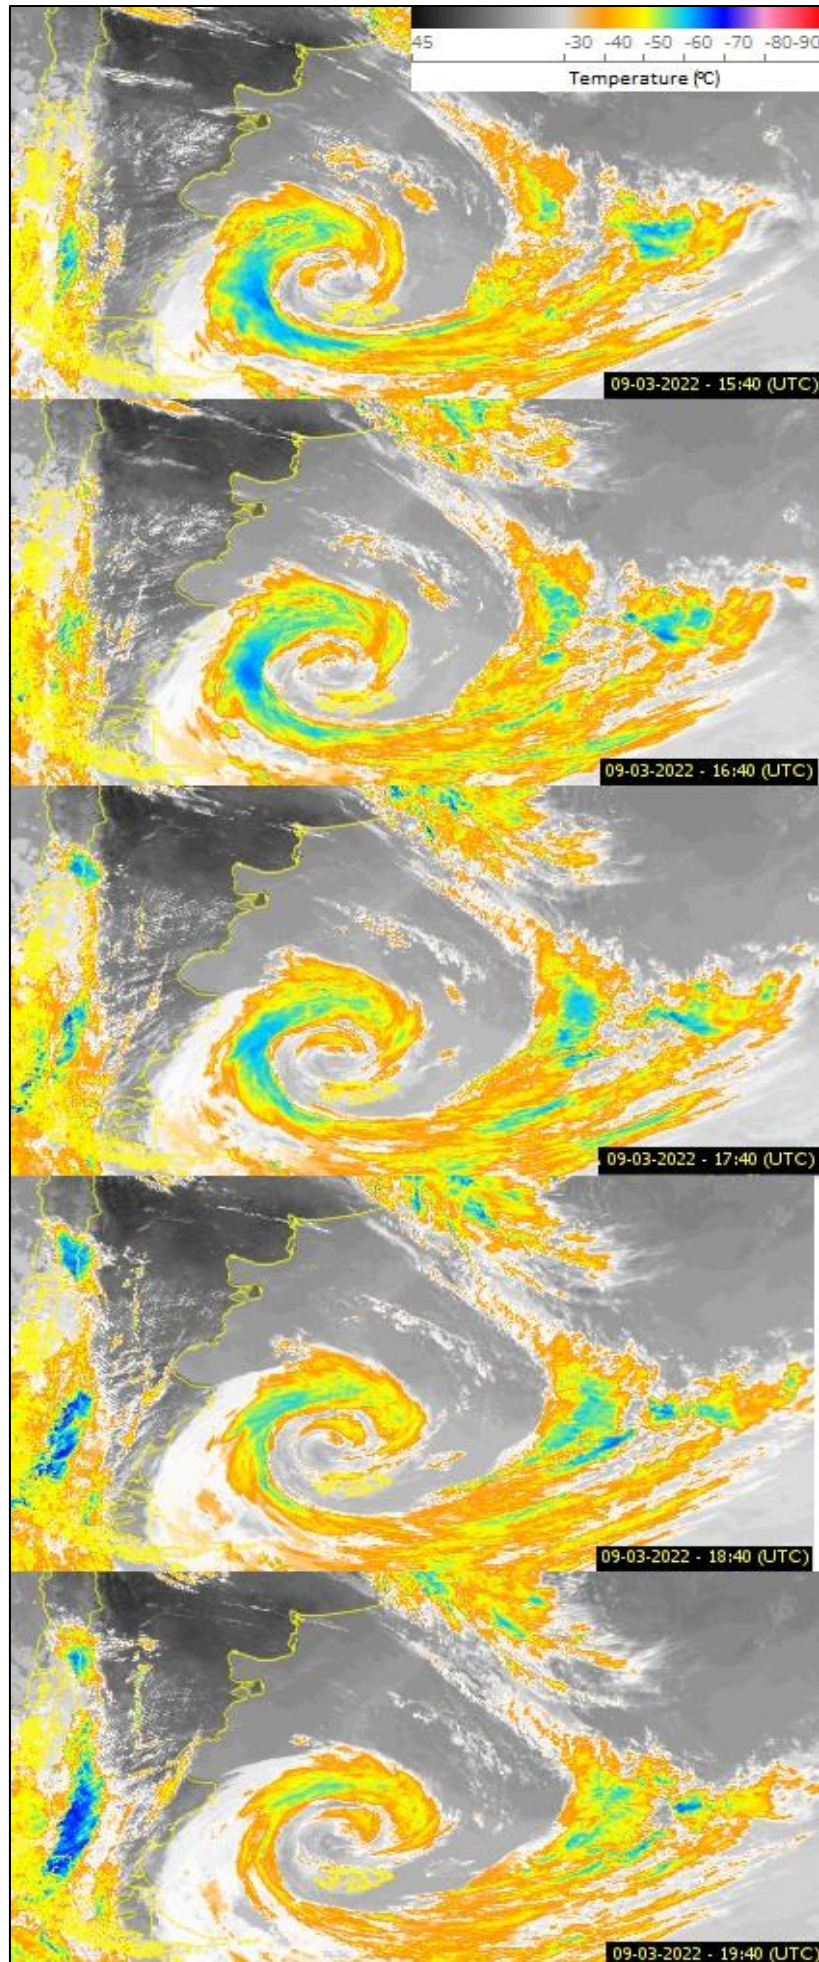 45 -30 -40 -50 -60 -70 -80-90
Temperature (ºC)
09-03-2022 - 15:40 (UTC)
09-03-2022 - 16:40 (UTC)
09-03-2022 - 17:40 (UTC)
09-03-2022 - 18:40 (UTC)
09-03-2022 - 19:40 (UTC)